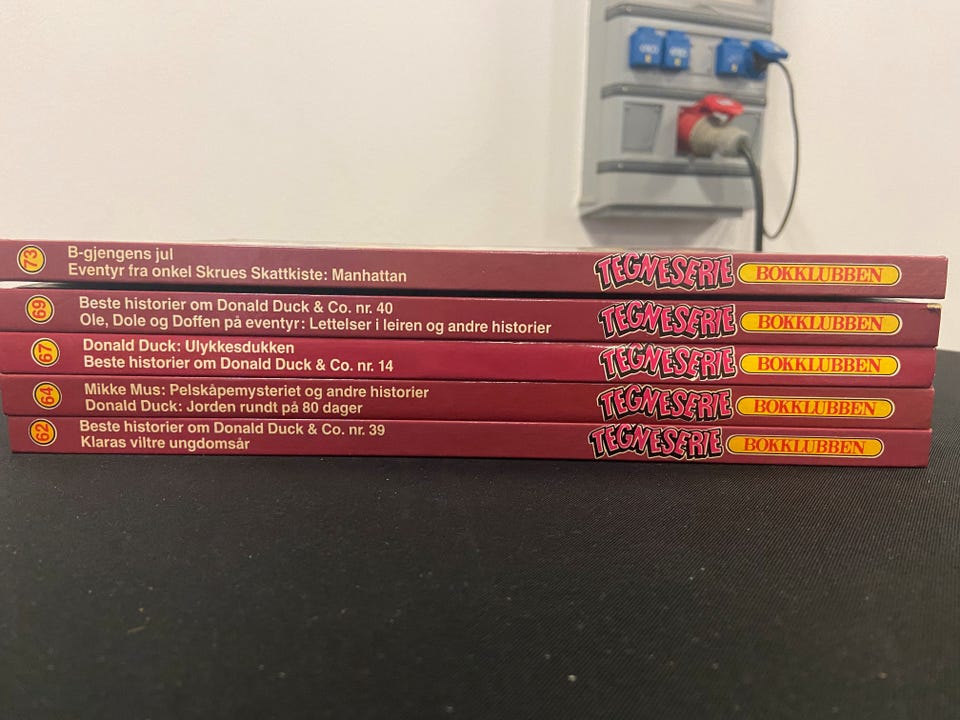 73
B-gjengens jul
Eventyr fra onkel Skrues Skattkiste: Manhattan
TEGNESERIE BOKKLUBBEN
69
Beste historier om Donald Duck & Co. nr. 40
Ole, Dole og Doffen på eventyr: Lettelser i leiren og andre historier
TEGNESERIE BOKKLUBBEN
67
Donald Duck: Ulykkesdukken
Beste historier om Donald Duck & Co. nr. 14
TEGNESERIE BOKKLUBBEN
64
Mikke Mus: Pelskåpemysteriet og andre historier
Donald Duck: Jorden rundt på 80 dager
TEGNESERIE BOKKLUBBEN
62
Beste historier om Donald Duck & Co. nr. 39
Klaras viltre ungdomsår
TEGNESERIE BOKKLUBBEN